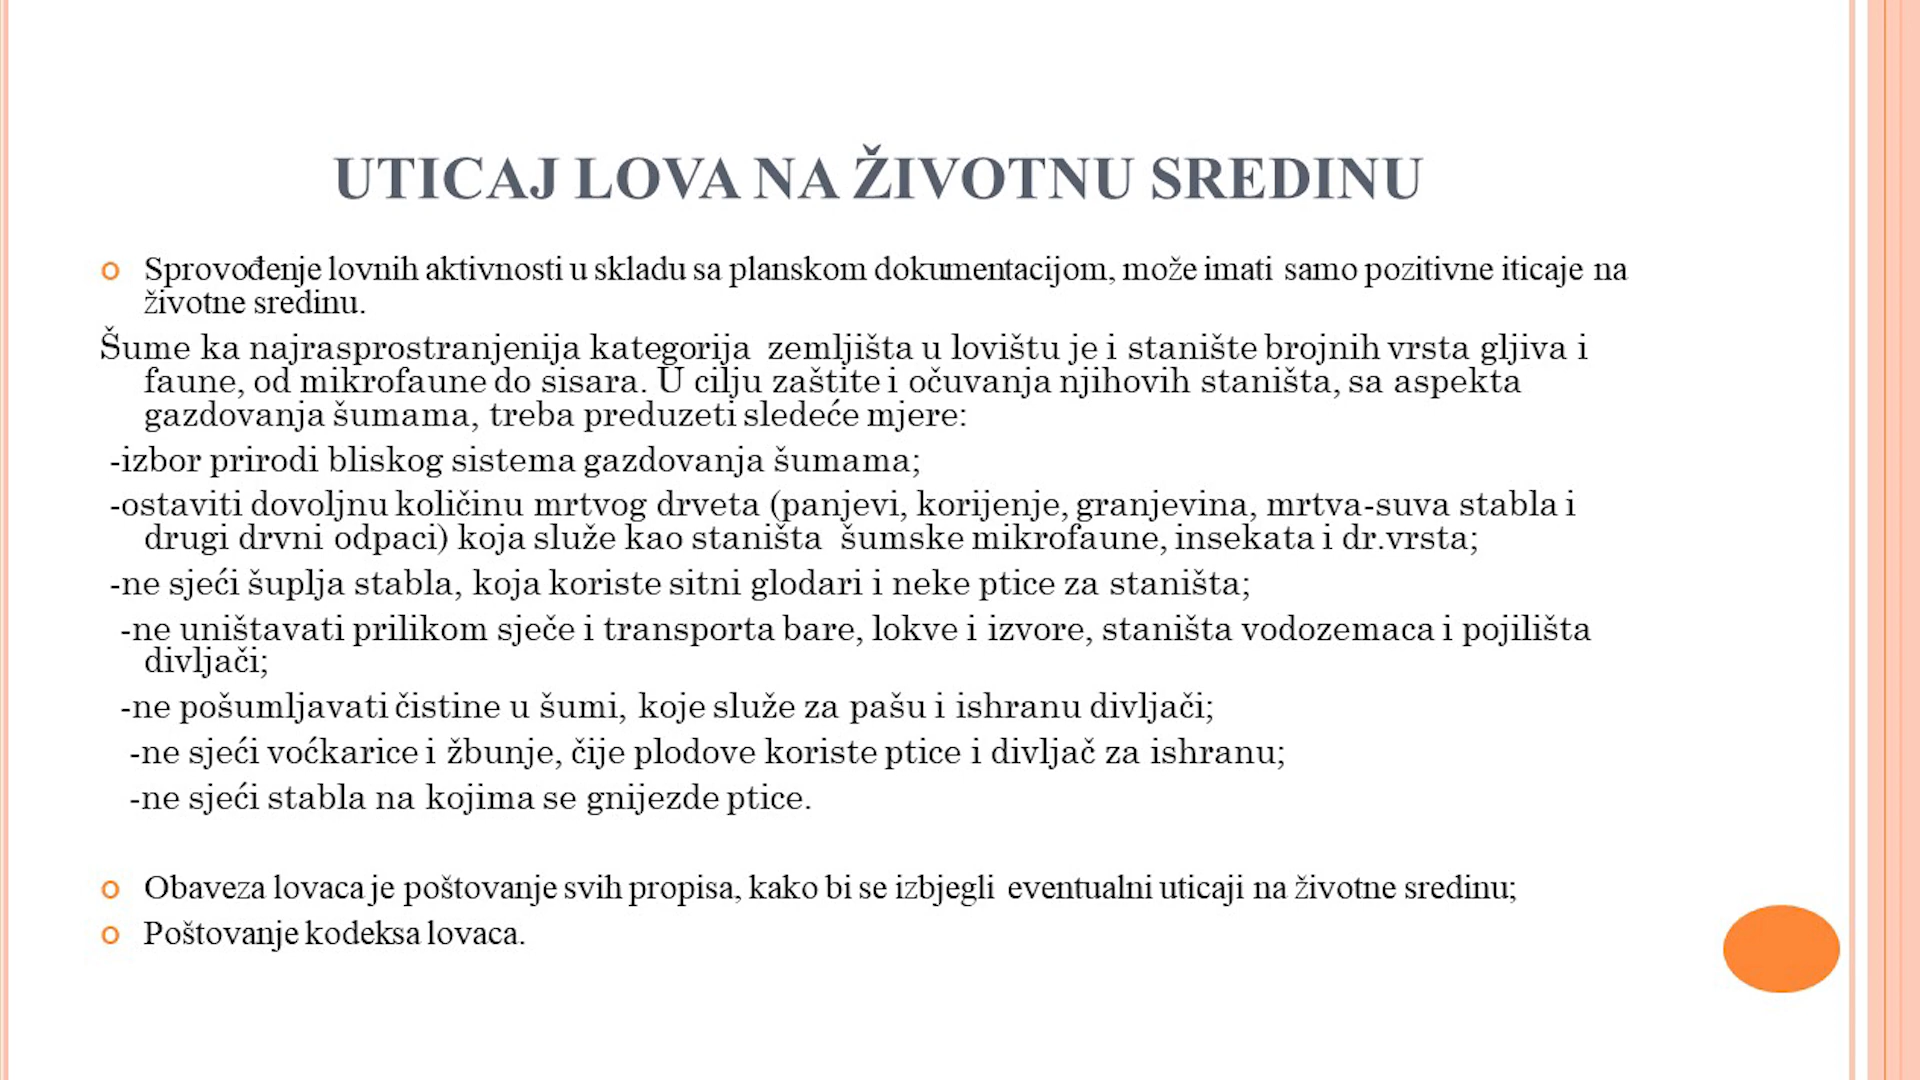 UTICAJ LOVA NA ŽIVOTNU SREDINU
Sprovođenje lovnih aktivnosti u skladu sa planskom dokumentacijom, može imati samo pozitivne iticaje na
životne sredinu.
Šume ka najrasprostranjenija kategorija zemljišta u lovištu je i stanište brojnih vrsta gljiva i
faune, od mikrofaune do sisara. U cilju zaštite i očuvanja njihovih staništa, sa aspekta
gazdovanja šumama, treba preduzeti sledeće mjere:
-izbor prirodi bliskog sistema gazdovanja šumama;
-ostaviti dovoljnu količinu mrtvog drveta (panjevi, korijenje, granjevina, mrtva-suva stabla i
drugi drvni odpaci) koja služe kao staništa šumske mikrofaune, insekata i dr.vrsta;
-ne sjeći šuplja stabla, koja koriste sitni glodari i neke ptice za staništa;
-ne uništavati prilikom sječe i transporta bare, lokve i izvore, staništa vodozemaca i pojilišta
divljači;
-ne pošumljavati čistine u šumi, koje služe za pašu i ishranu divljači;
-ne sjeći voćkarice i žbunje, čije plodove koriste ptice i divljač za ishranu;
-ne sjeći stabla na kojima se gnijezde ptice.
Obaveza lovaca je poštovanje svih propisa, kako bi se izbjegli eventualni uticaji na životne sredinu;
Poštovanje kodeksa lovaca.